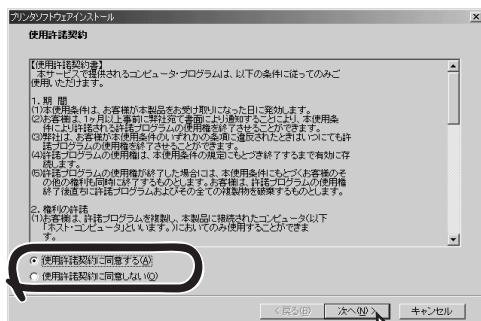 プリンタソフトウェアインストール
使用許諾契約
【使用許諾契約書】
本サービスで提供されるコンピュータ・プログラムは、以下の条件に従ってのみご
使用いただけます。
1. 期 間
(1)本使用条件は、お客様が本製品をお受け取りになった日に発効します。
(2)お客様は、1ヶ月以上事前に弊社宛て書面により通知することにより、本使用条
件により許諾される許諾プログラムの使用権を終了させることができます。
(3)弊社は、お客様が本使用条件のいずれかの条項に違反されたときはいつにても許
諾プログラムの使用権を終了させることができます。
(4)許諾プログラムの使用権は、本使用条件の規定にもとづき終了するまで有効に存
続します。
(5)許諾プログラムの使用権が終了した場合には、本使用条件にもとづくお客様のそ
の他の権利も同時に終了するものとします。お客様は、許諾プログラムの使用権
終了後直ちに許諾プログラムおよびその全ての複製物を破棄するものとします。
2. 権利の許諾
(1)お客様は、許諾プログラムを複製し、本製品に接続されたコンピュータ(以下
「ホスト・コンピュータ」といいます。)においてのみ使用することができま
す。
使用許諾契約に同意する(A)
使用許諾契約に同意しない(O)
< 戻る(B)
次へ(N) >
キャンセル